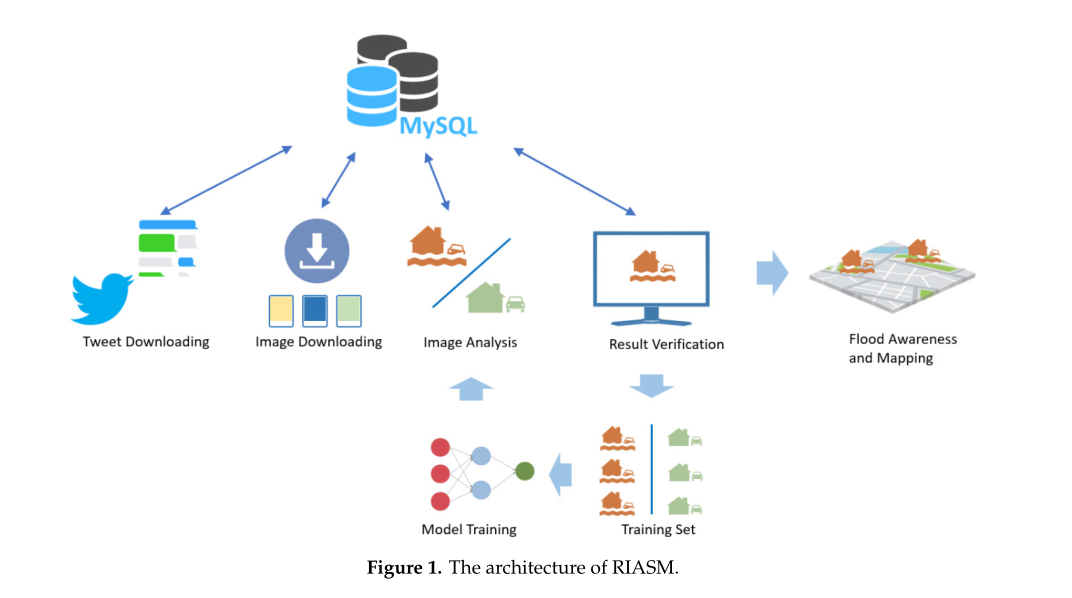 MySQL
Tweet Downloading
Image Downloading
Image Analysis
Result Verification
Flood Awareness
and Mapping
Model Training
Training Set
Figure 1. The architecture of RIASM.